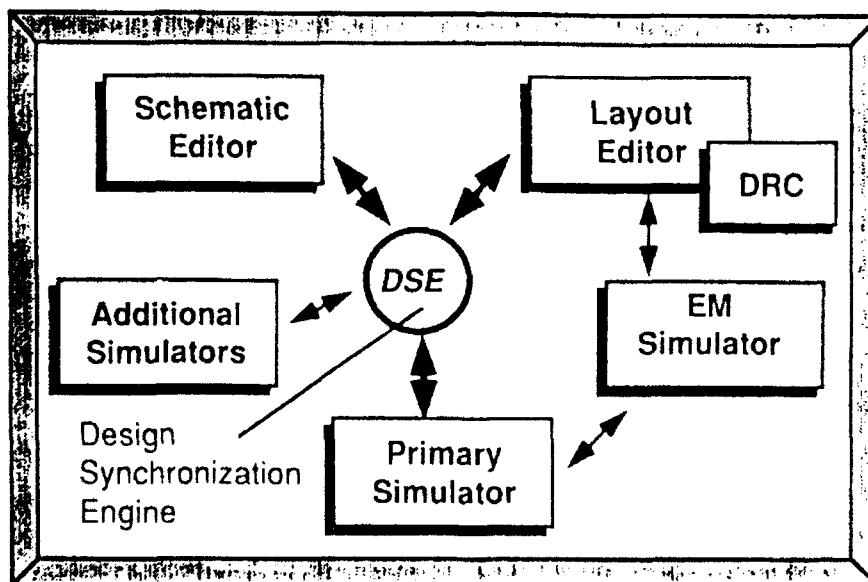 Schematic
Editor
Layout
Editor
DRC
DSE
Additional
Simulators
EM
Simulator
Design
Synchronization
Engine
Primary
Simulator